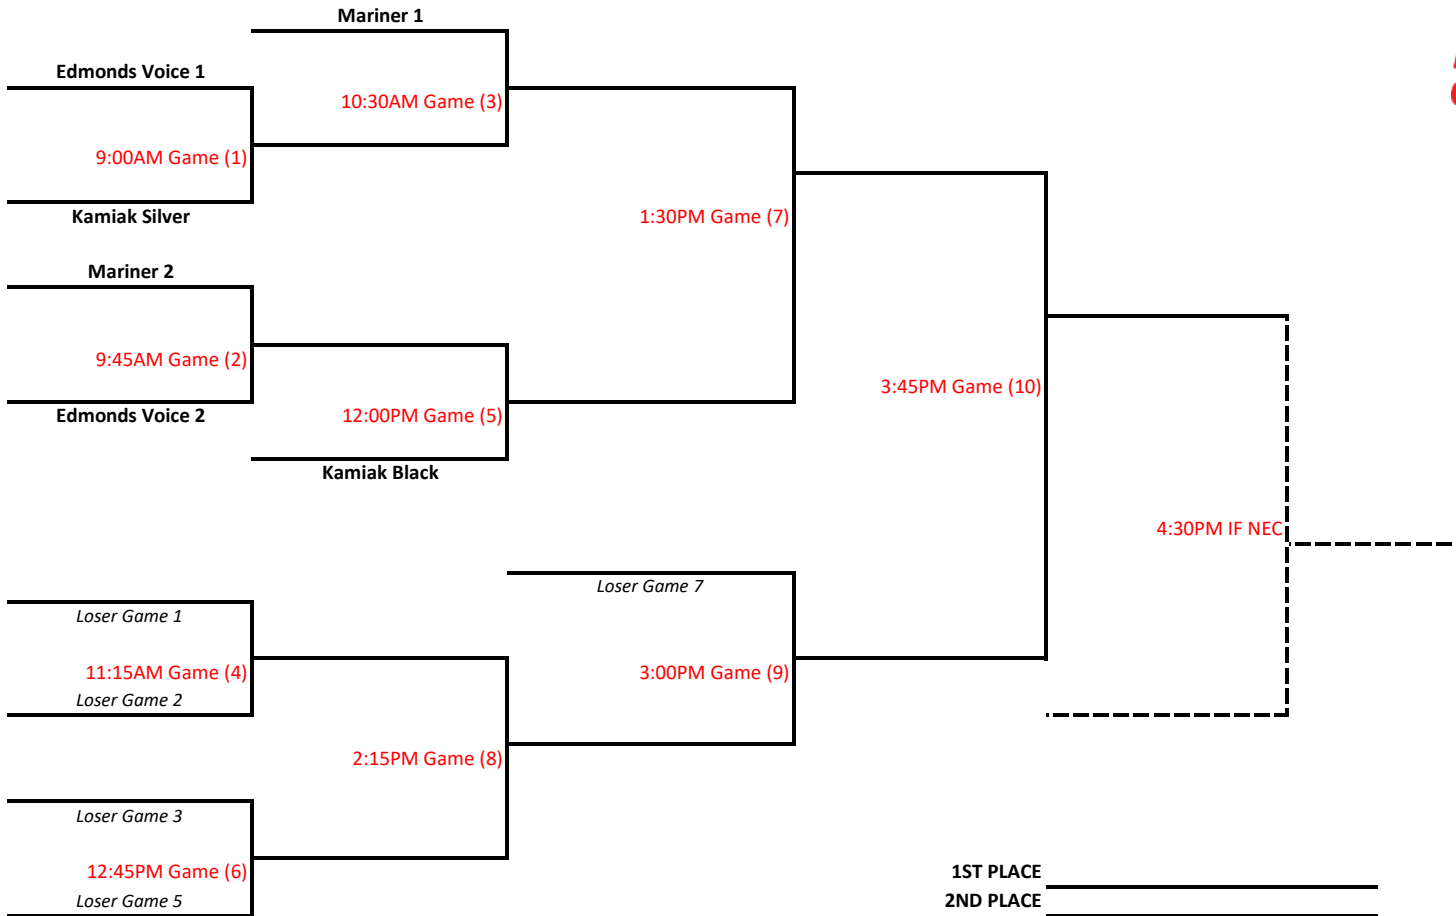 Mariner 1
Edmonds Voice 1
10:30AM Game (3)
9:00AM Game (1)
Kamiak Silver
1:30PM Game (7)
Mariner 2
9:45AM Game (2)
3:45PM Game (10)
Edmonds Voice 2
12:00PM Game (5)
Kamiak Black
4:30PM IF NEC
Loser Game 7
Loser Game 1
11:15AM Game (4)
3:00PM Game (9)
Loser Game 2
2:15PM Game (8)
Loser Game 3
12:45PM Game (6)
1ST PLACE
Loser Game 5
2ND PLACE